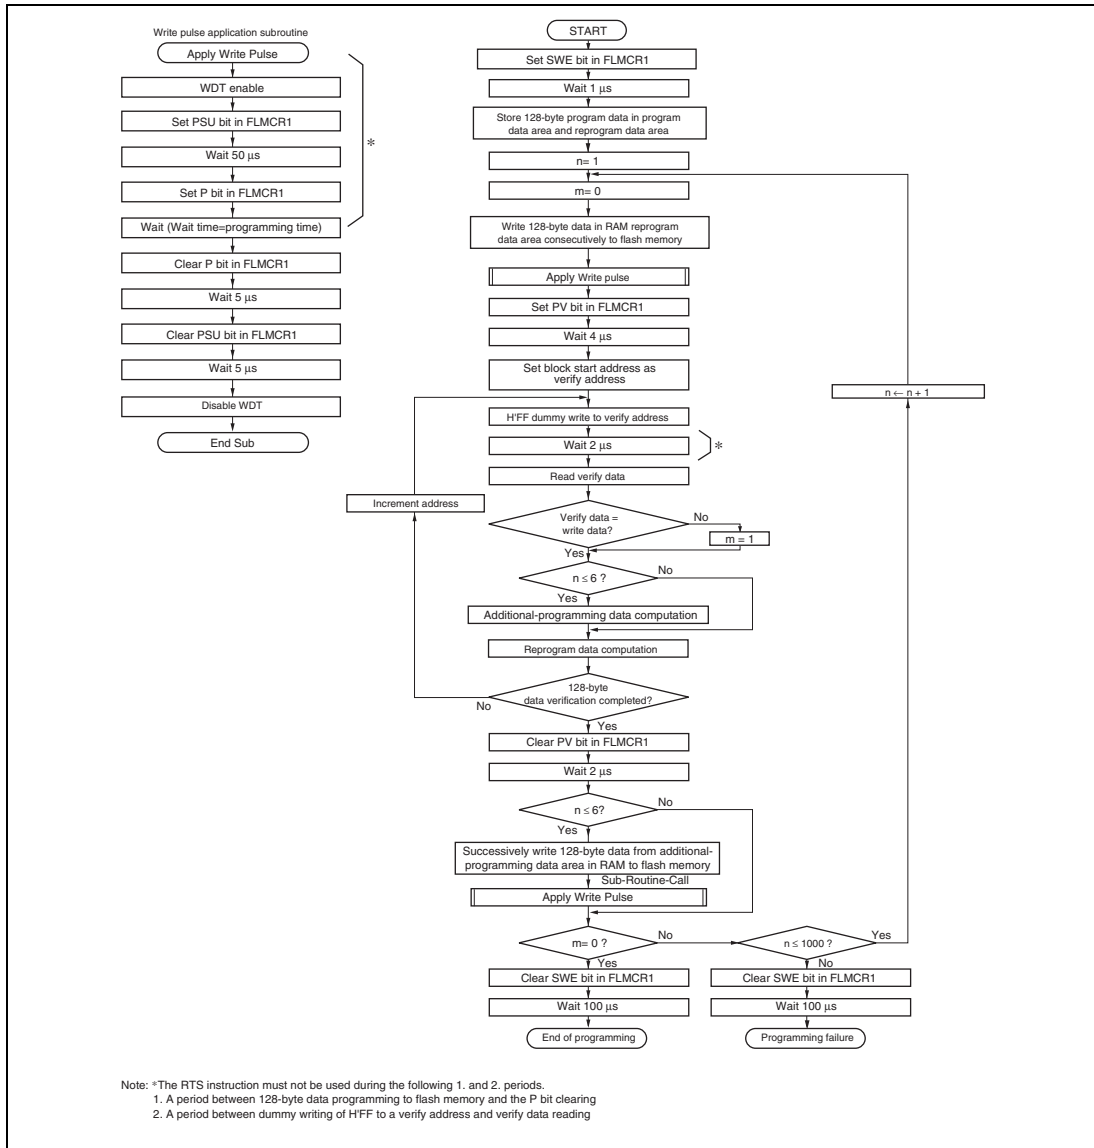 Write pulse application subroutine
Apply Write Pulse
WDT enable
Set PSU bit in FLMCR1
Wait 50 μs
Set P bit in FLMCR1
Wait (Wait time=programming time)
Clear P bit in FLMCR1
Wait 5 μs
Clear PSU bit in FLMCR1
Wait 5 μs
Disable WDT
End Sub
*
START
Set SWE bit in FLMCR1
Wait 1 μs
Store 128-byte program data in program
data area and reprogram data area
n= 1
m= 0
Write 128-byte data in RAM reprogram
data area consecutively to flash memory
Apply Write pulse
Set PV bit in FLMCR1
Wait 4 μs
Set block start address as
verify address
n ← n + 1
H'FF dummy write to verify address
Wait 2 μs
*
Read verify data
Increment address
Verify data =
write data?
No
m = 1
Yes
n ≤ 6 ?
No
Yes
Additional-programming data computation
Reprogram data computation
128-byte
data verification completed?
No
Yes
Clear PV bit in FLMCR1
Wait 2 μs
n ≤ 6?
No
Yes
Successively write 128-byte data from additional-
programming data area in RAM to flash memory
Sub-Routine-Call
Apply Write Pulse
m= 0 ?
No
n ≤ 1000 ?
Yes
Yes
No
Clear SWE bit in FLMCR1
Clear SWE bit in FLMCR1
Wait 100 μs
Wait 100 μs
End of programming
Programming failure
Note: *The RTS instruction must not be used during the following 1. and 2. periods.
1. A period between 128-byte data programming to flash memory and the P bit clearing
2. A period between dummy writing of H'FF to a verify address and verify data reading